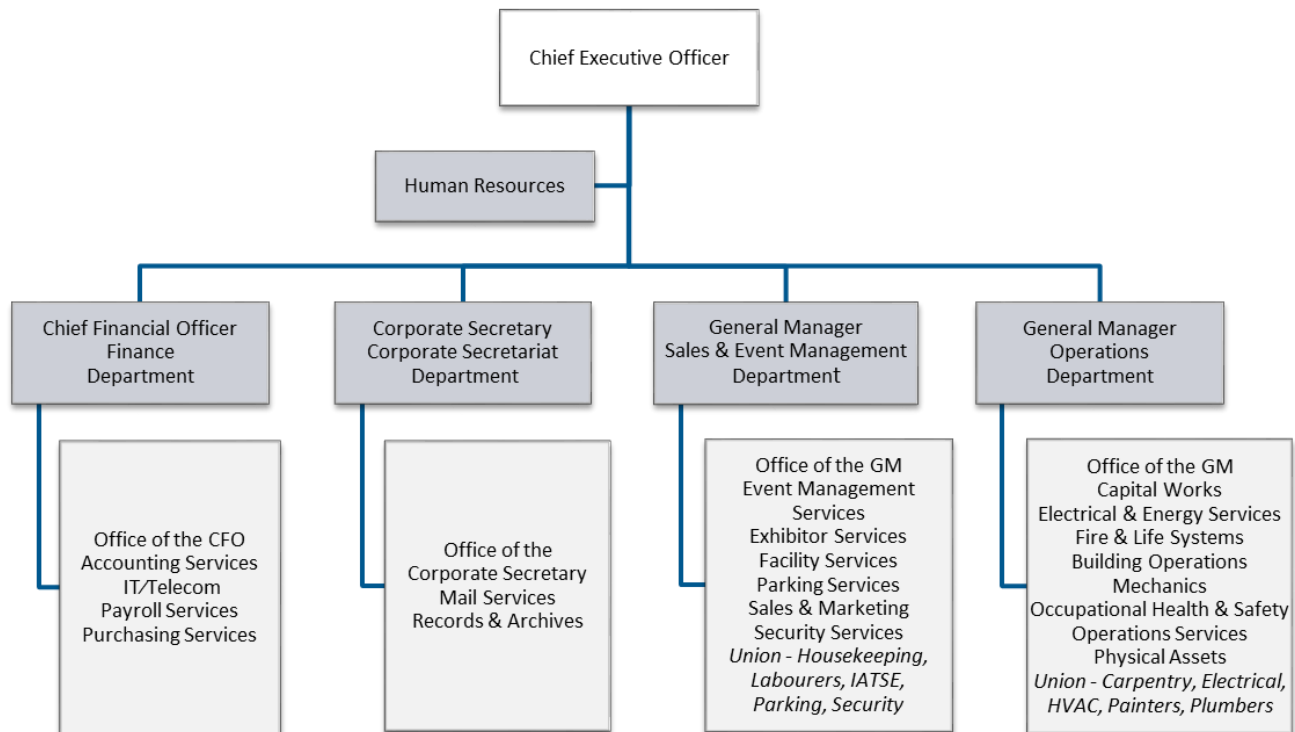 Chief Executive Officer
Human Resources
Chief Financial Officer
Finance
Department
Corporate Secretary
Corporate Secretariat
Department
General Manager
Sales & Event Management
Department
General Manager
Operations
Department
Office of the CFO
Accounting Services
IT/Telecom
Payroll Services
Purchasing Services
Office of the
Corporate Secretary
Mail Services
Records & Archives
Office of the GM
Event Management
Services
Exhibitor Services
Facility Services
Parking Services
Sales & Marketing
Security Services
Union - Housekeeping,
Labourers, IATSE,
Parking, Security
Office of the GM
Capital Works
Electrical & Energy Services
Fire & Life Systems
Building Operations
Mechanics
Occupational Health & Safety
Operations Services
Physical Assets
Union - Carpentry, Electrical,
HVAC, Painters, Plumbers